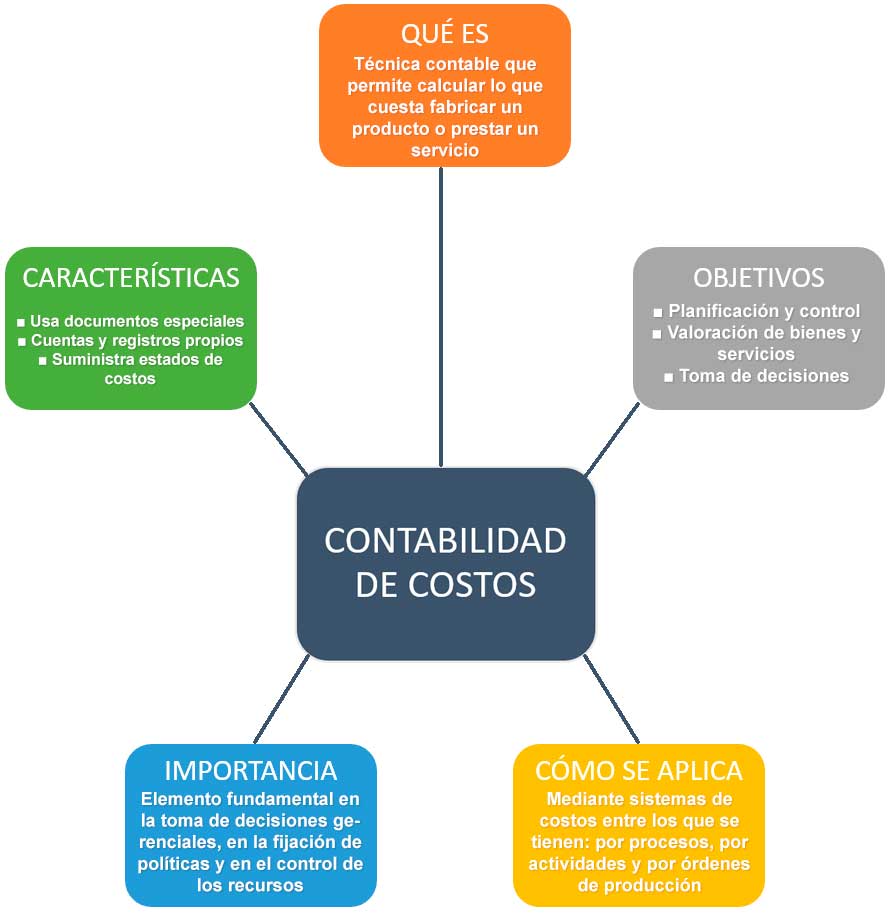 QUÉ ES
Técnica contable que
permite calcular lo que
cuesta fabricar un
producto o prestar un
servicio
CARACTERÍSTICAS
■ Usa documentos especiales
■ Cuentas y registros propios
■ Suministra estados de
costos
OBJETIVOS
■ Planificación y control
■ Valoración de bienes y
servicios
■ Toma de decisiones
CONTABILIDAD
DE COSTOS
IMPORTANCIA
Elemento fundamental en
la toma de decisiones ge-
renciales, en la fijación de
políticas y en el control de
los recursos
CÓMO SE APLICA
Mediante sistemas de
costos entre los que se
tienen: por procesos, por
actividades y por órdenes
de producción